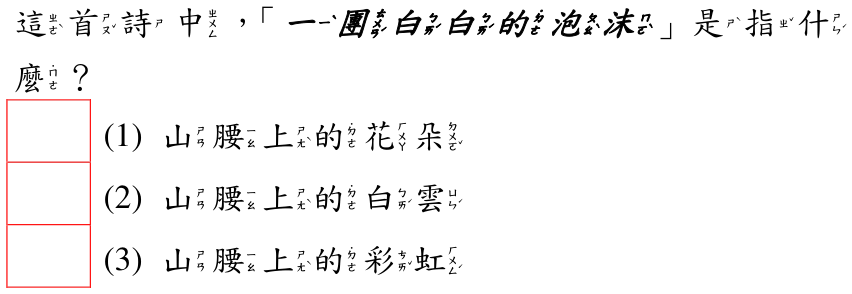 這首詩中，「一團白白的泡沫」是指什
麼？
(1) 山腰上的花朵
(2) 山腰上的白雲
(3) 山腰上的彩虹